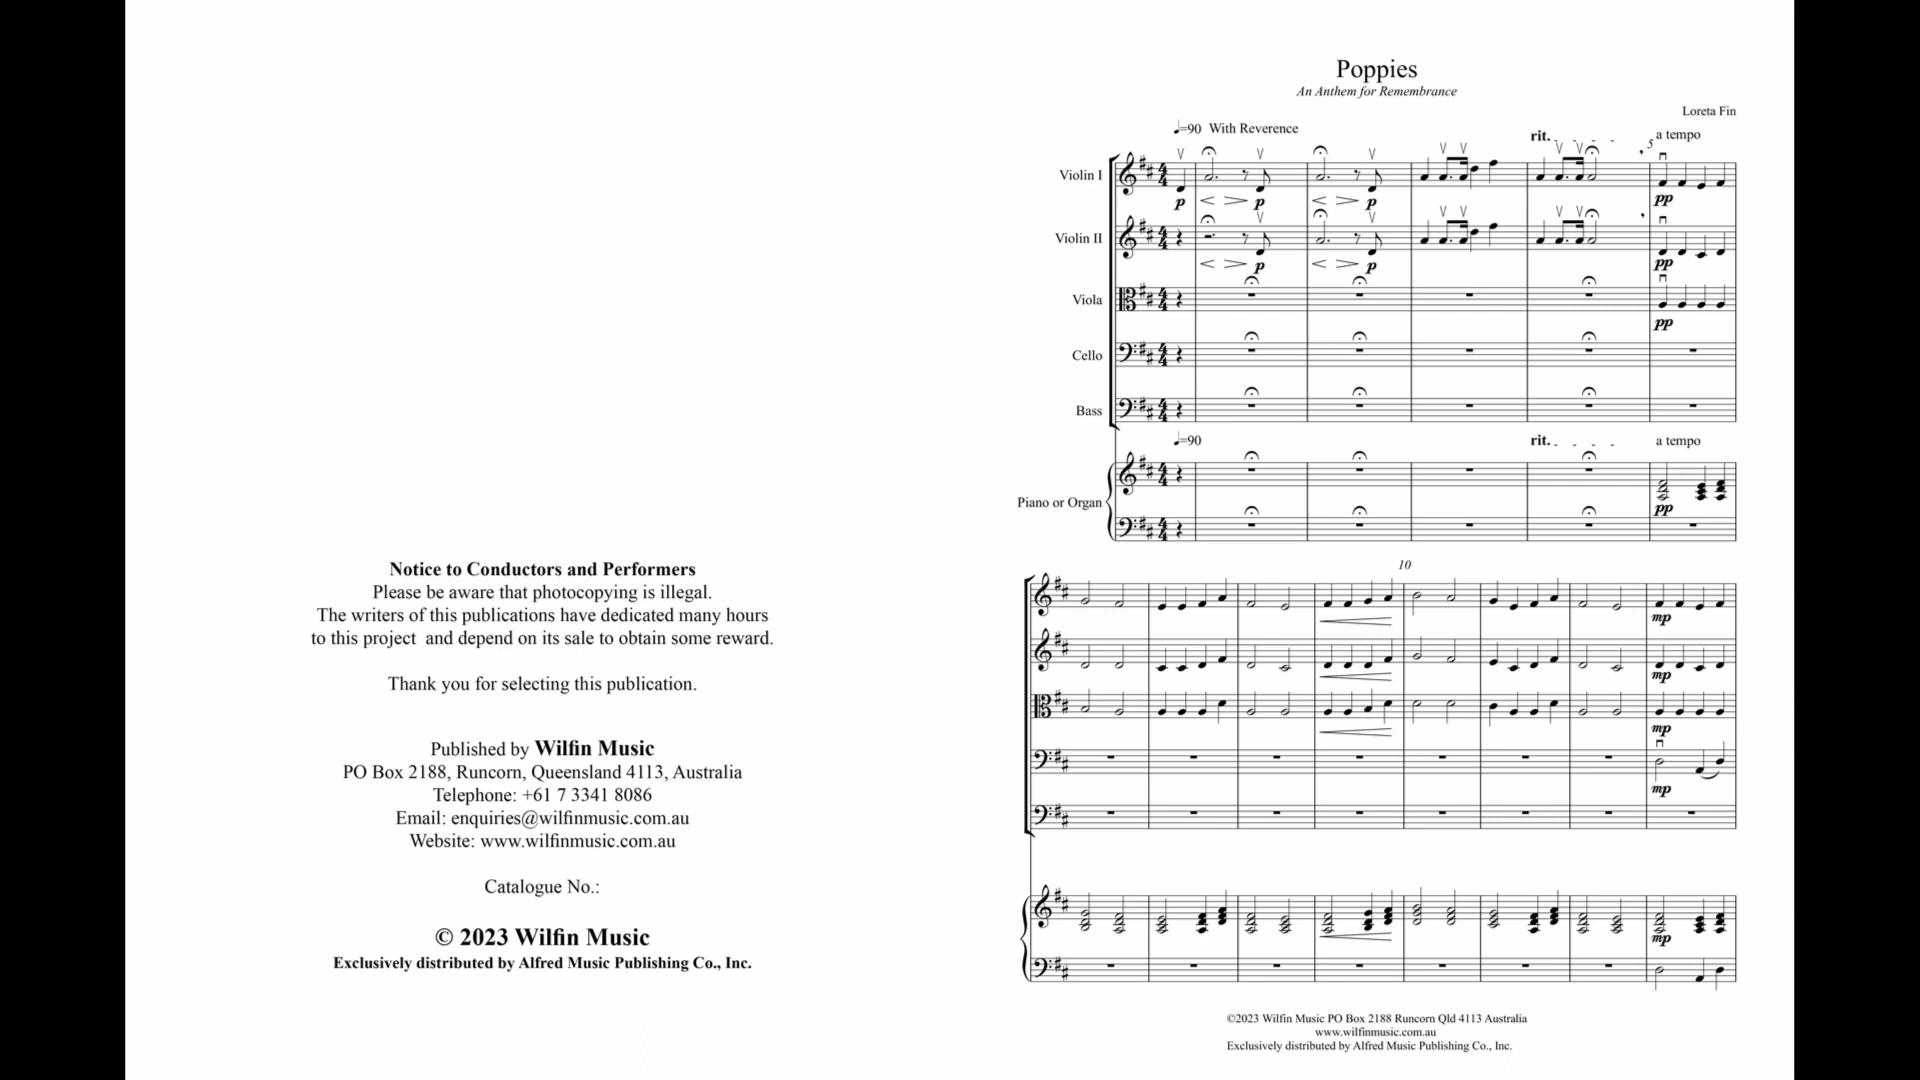 Notice to Conductors and Performers
Please be aware that photocopying is illegal.
The writers of this publications have dedicated many hours
to this project and depend on its sale to obtain some reward.
Thank you for selecting this publication.
Published by Wilfin Music
PO Box 2188, Runcorn, Queensland 4113, Australia
Telephone: +61 7 3341 8086
Email: enquiries@wilfinmusic.com.au
Website: www.wilfinmusic.com.au
Catalogue No.:
© 2023 Wilfin Music
Exclusively distributed by Alfred Music Publishing Co., Inc.
Poppies
An Anthem for Remembrance
Loreta Fin
♩=90 With Reverence
rit. a tempo
5
Violin I
p p p pp
Violin II
p p pp
Viola
pp
Cello
Bass
♩=90 rit. a tempo
Piano or Organ
pp
10
mp
mp
mp
mp
mp
©2023 Wilfin Music PO Box 2188 Runcorn Qld 4113 Australia
www.wilfinmusic.com.au
Exclusively distributed by Alfred Music Publishing Co., Inc.